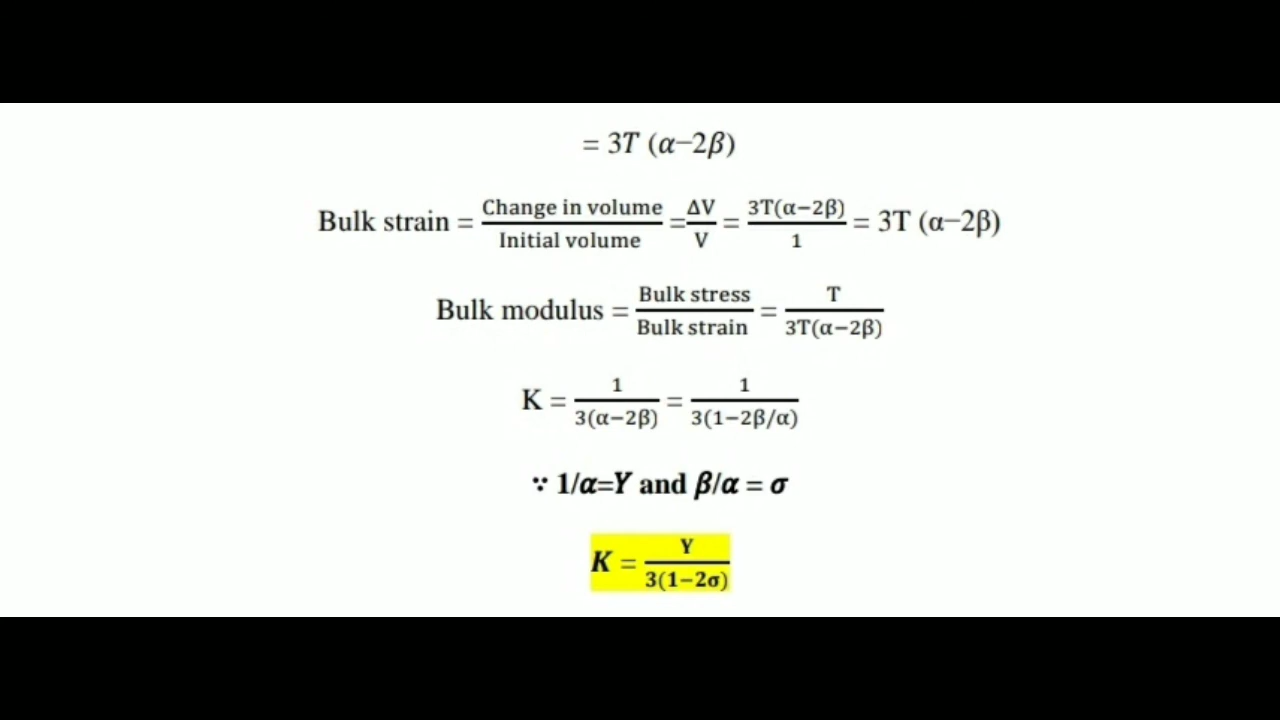 = 3T (α−2β)
Bulk strain = Change in volume / Initial volume = ΔV / V = 3T(α−2β) / 1 = 3T (α−2β)
Bulk modulus = Bulk stress / Bulk strain = T / 3T(α−2β)
K = 1 / 3(α−2β) = 1 / 3(1−2β/α)
∵ 1/α=Y and β/α = σ
K = Y / 3(1−2σ)